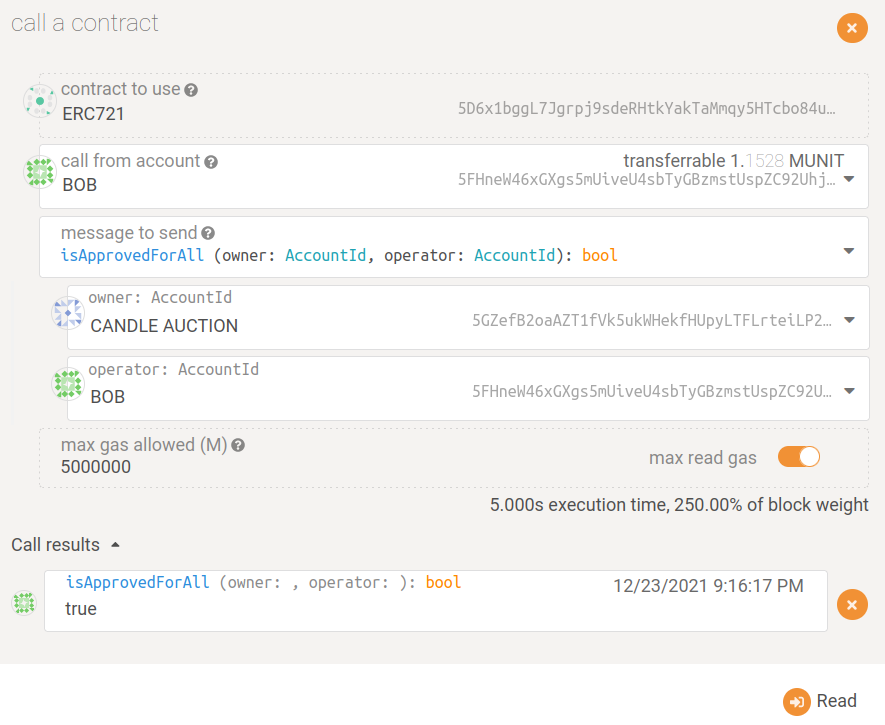 call a contract
contract to use
ERC721
5D6x1bggL7Jgrpj9sdeRHtkYakTaMmqy5HTcbo84u…
call from account
transferrable 1.1528 MUNIT
BOB
5FHneW46xGXgs5mUiveU4sbTyGBzmstUspZC92Uhj…
message to send
isApprovedForAll (owner: AccountId, operator: AccountId): bool
owner: AccountId
CANDLE AUCTION
5GZefB2oaAZT1fVk5ukWHekfHUpyLTFLrteiLP2…
operator: AccountId
BOB
5FHneW46xGXgs5mUiveU4sbTyGBzmstUspZC92U…
max gas allowed (M)
5000000
max read gas
5.000s execution time, 250.00% of block weight
Call results
isApprovedForAll (owner: , operator: ): bool
12/23/2021 9:16:17 PM
true
Read